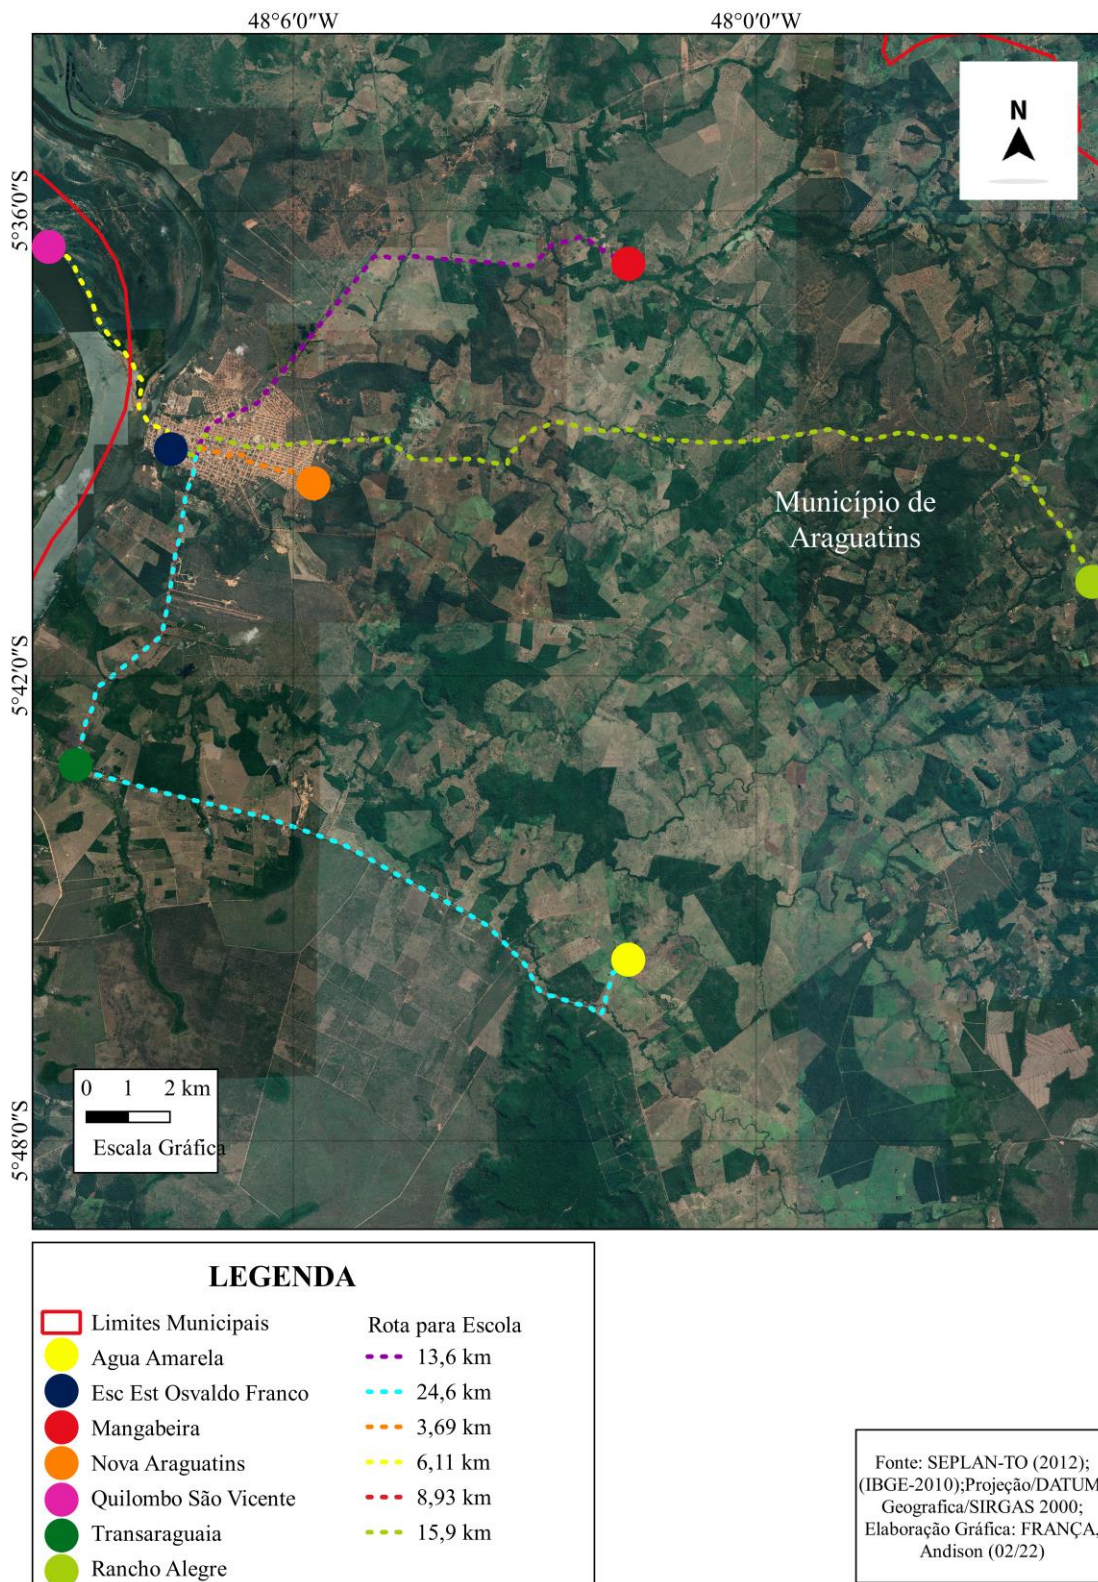 48°6′0″W
48°0′0″W
N
5°36′0″S
Município de
Araguatins
5°42′0″S
0 1 2 km
Escala Gráfica
5°48′0″S
LEGENDA
Limites Municipais
Agua Amarela
Esc Est Osvaldo Franco
Mangabeira
Nova Araguatins
Quilombo São Vicente
Transaraguaia
Rancho Alegre
Rota para Escola
13,6 km
24,6 km
3,69 km
6,11 km
8,93 km
15,9 km
Fonte: SEPLAN-TO (2012);
(IBGE-2010);Projeção/DATUM
Geografica/SIRGAS 2000;
Elaboração Gráfica: FRANÇA,
Andison (02/22)